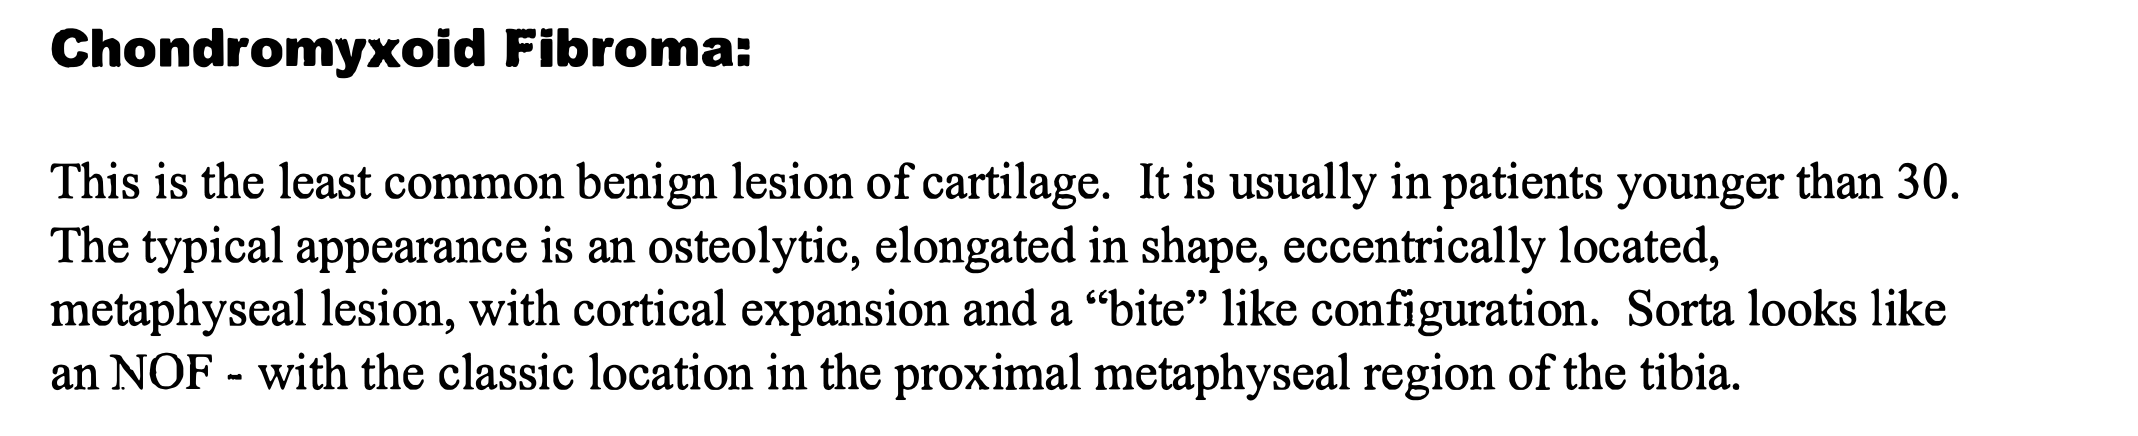 Chondromyxoid Fibroma:
This is the least common benign lesion of cartilage.  It is usually in patients younger than 30.
The typical appearance is an osteolytic, elongated in shape, eccentrically located,
metaphyseal lesion, with cortical expansion and a “bite” like configuration.  Sorta looks like
an NOF - with the classic location in the proximal metaphyseal region of the tibia.